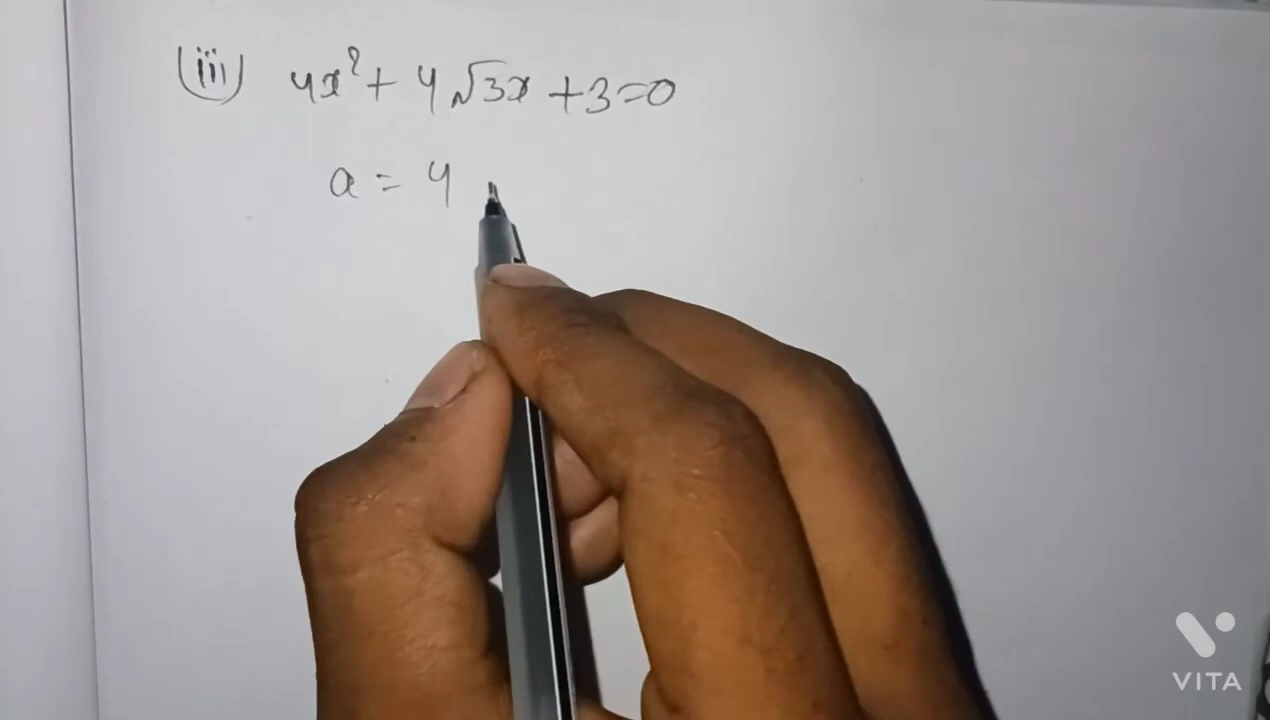 (iii) 4x² + 4√3x + 3 = 0
a = 4
VITA